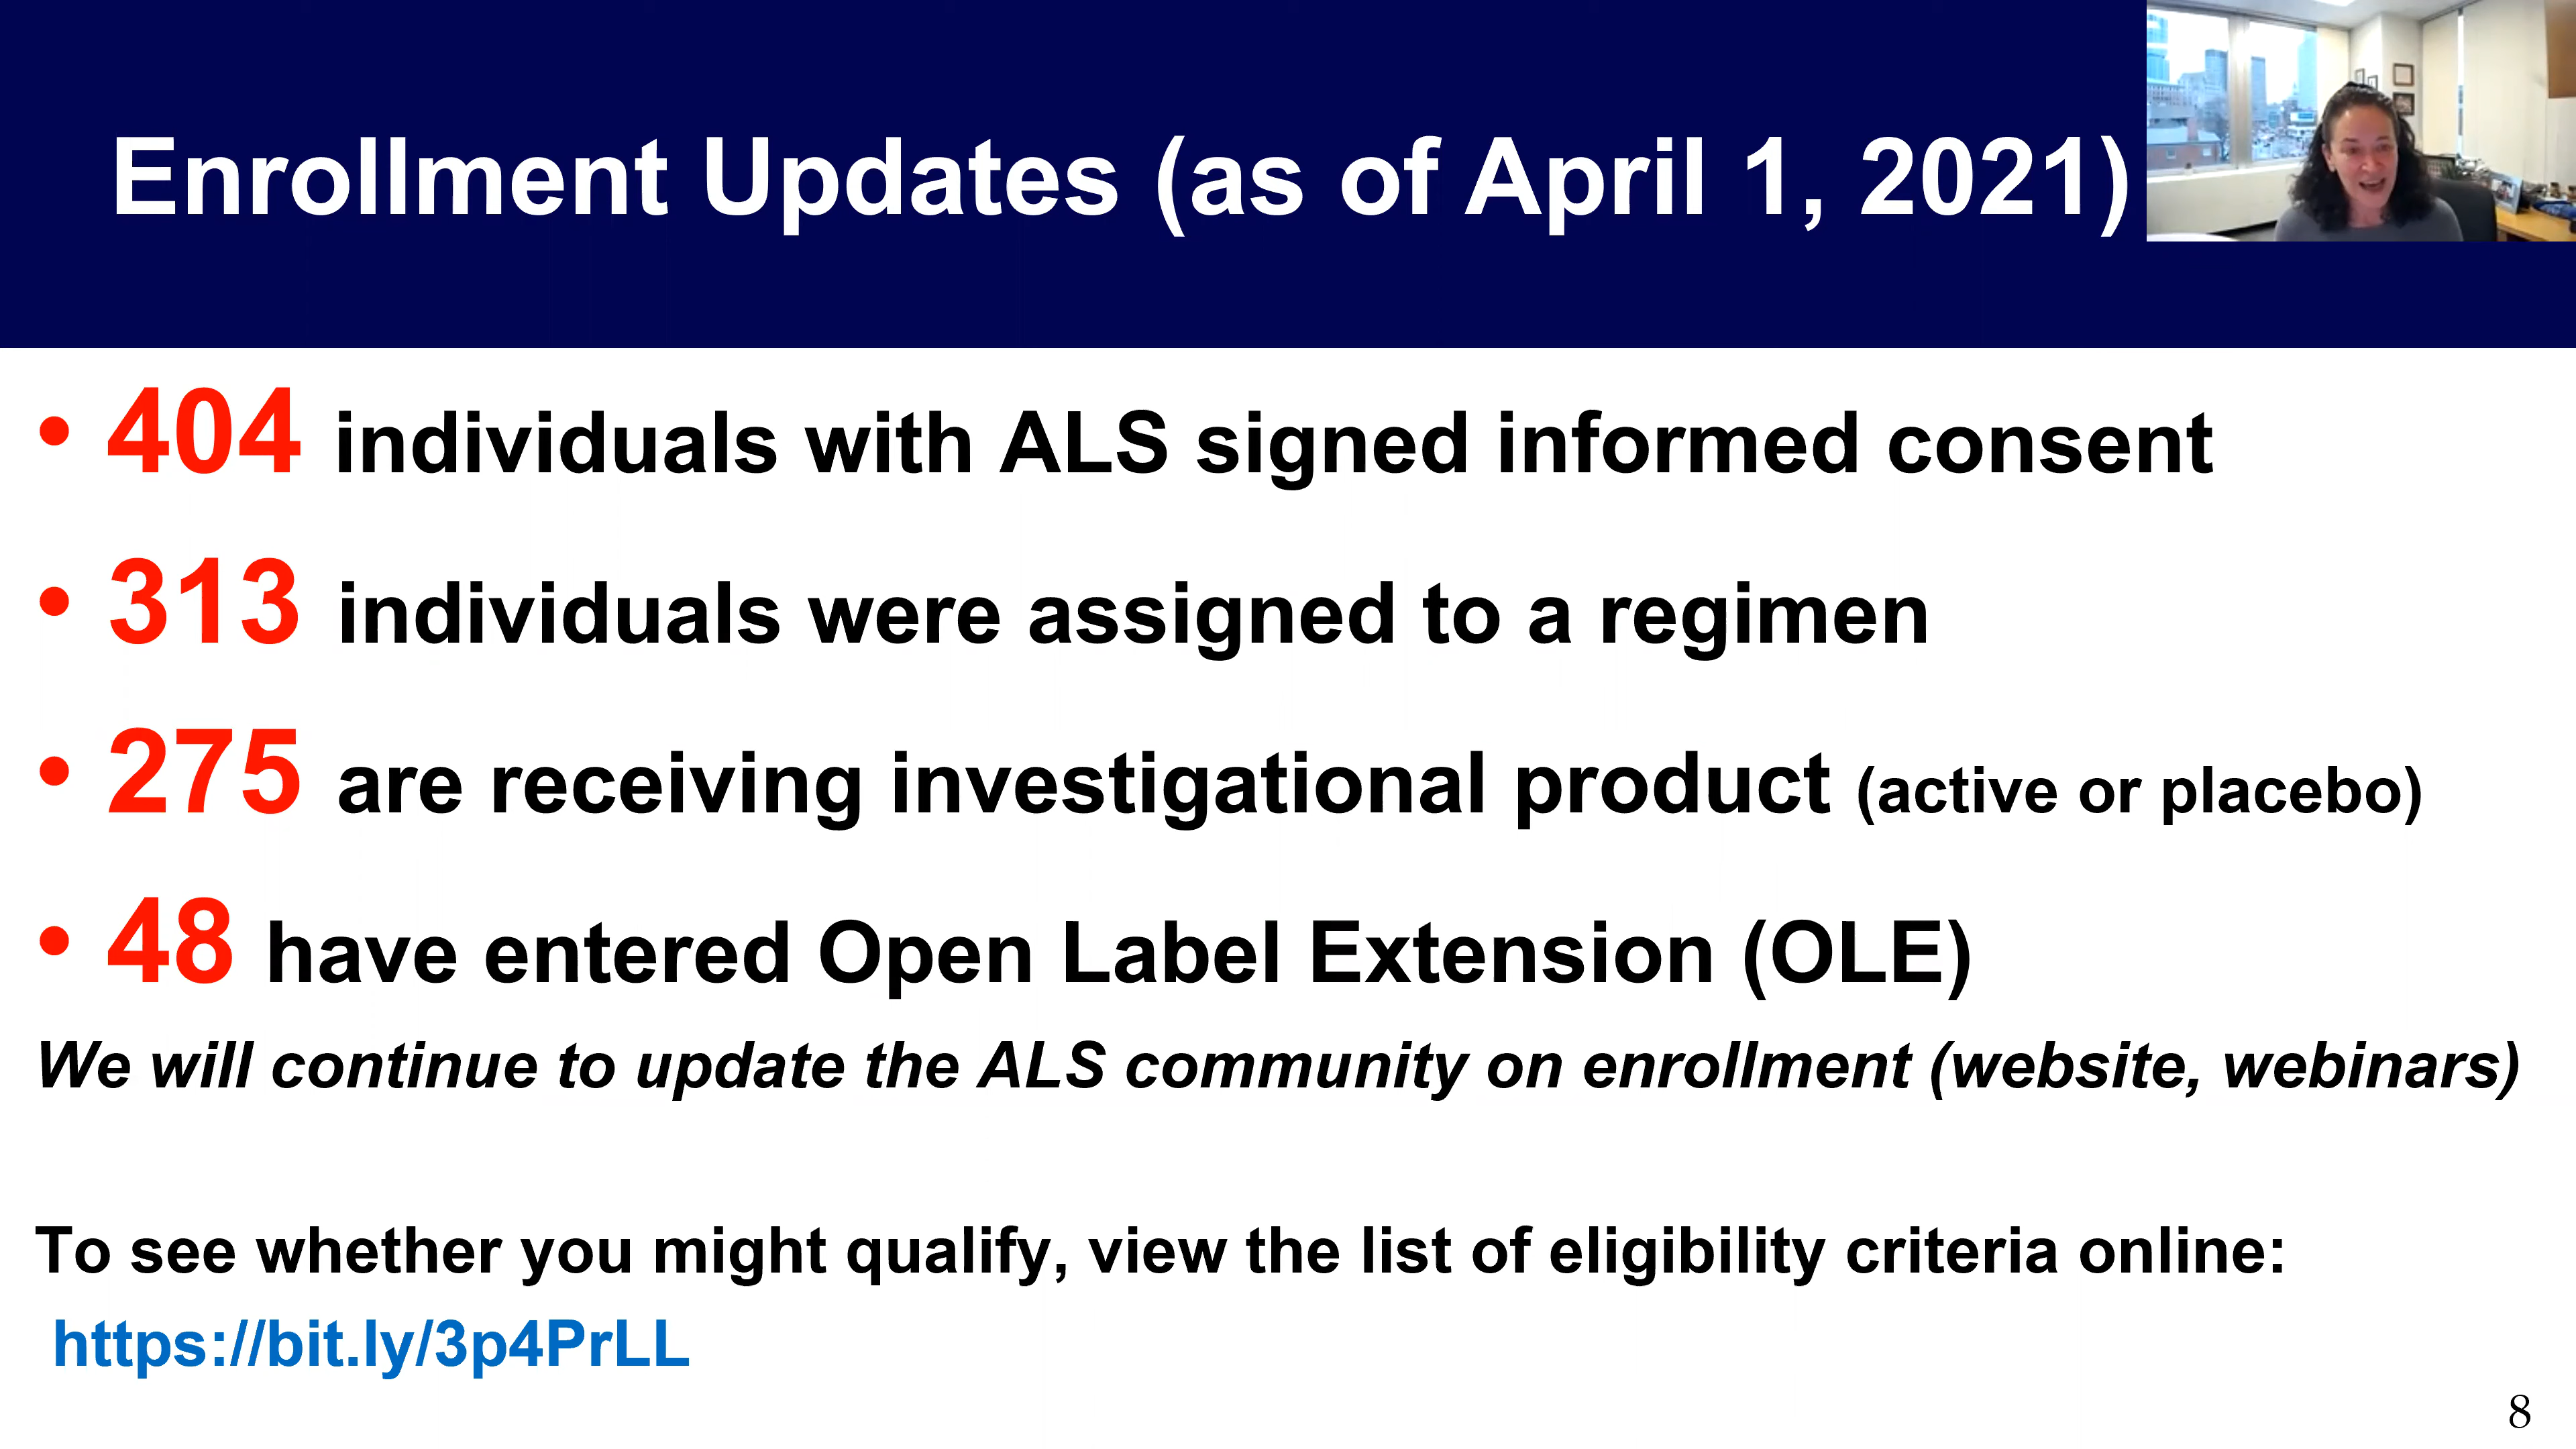 Enrollment Updates (as of April 1, 2021)
• 404 individuals with ALS signed informed consent
• 313 individuals were assigned to a regimen
• 275 are receiving investigational product (active or placebo)
• 48 have entered Open Label Extension (OLE)
We will continue to update the ALS community on enrollment (website, webinars)
To see whether you might qualify, view the list of eligibility criteria online:
https://bit.ly/3p4PrLL
8